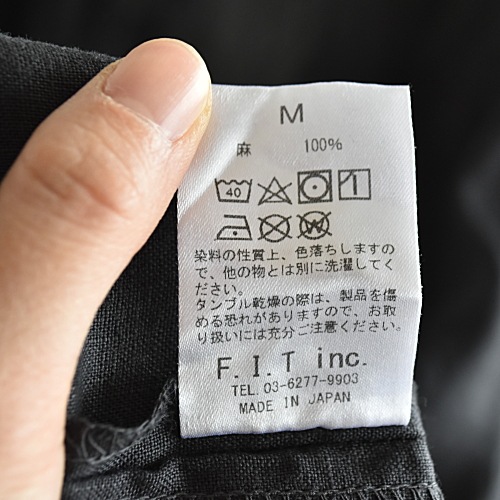 M
麻 100%
40
染料の性質上、色落ちしますの
で、他の物とは別に洗濯してく
ださい。
タンブル乾燥の際は、製品を傷
める恐れがありますので、お取
り扱いには充分ご注意ください。
F.I.T inc.
TEL.03-6277-9903
MADE IN JAPAN